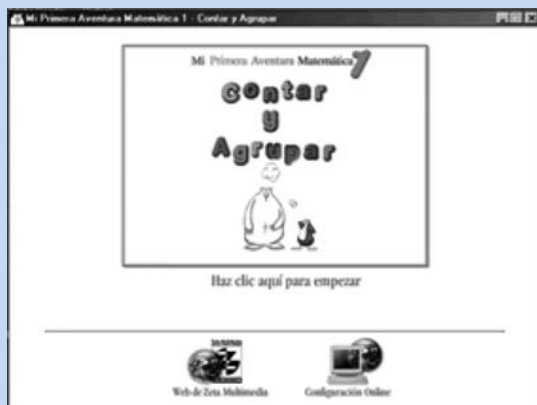 Mi Primera Aventura Matemática 1 - Contar y Agrupar
Mi Primera Aventura Matemática 1
Contar
y
Agrupar
Haz clic aquí para empezar
Web de Zeta Multimedia
Configuración Online